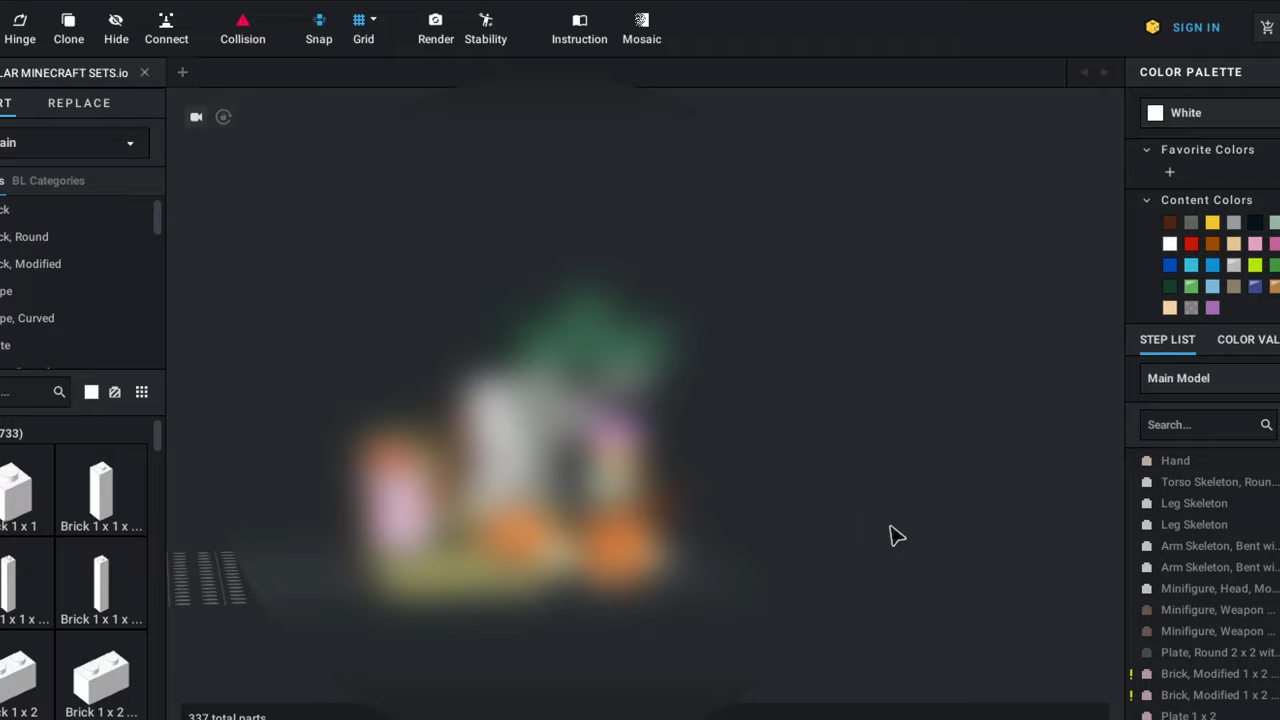 Hinge
Clone
Hide
Connect
Collision
Snap
Grid
Render
Stability
Instruction
Mosaic
SIGN IN
LAR MINECRAFT SETS.io
RT
REPLACE
ain
s
BL Categories
ck
ck, Round
ck, Modified
pe
pe, Curved
te
...
733)
ck 1 x 1
Brick 1 x 1 x ...
1 x 1 x ...
Brick 1 x 1 x ...
k 1 x 2
Brick 1 x 2 ...
337 total parts
COLOR PALETTE
White
Favorite Colors
Content Colors
STEP LIST
COLOR VAL
Main Model
Search...
Hand
Torso Skeleton, Roun...
Leg Skeleton
Leg Skeleton
Arm Skeleton, Bent wi...
Arm Skeleton, Bent wi...
Minifigure, Head, Mo...
Minifigure, Weapon ...
Minifigure, Weapon ...
Plate, Round 2 x 2 wit...
Brick, Modified 1 x 2 ...
Brick, Modified 1 x 2 ...
Plate 1 x 2